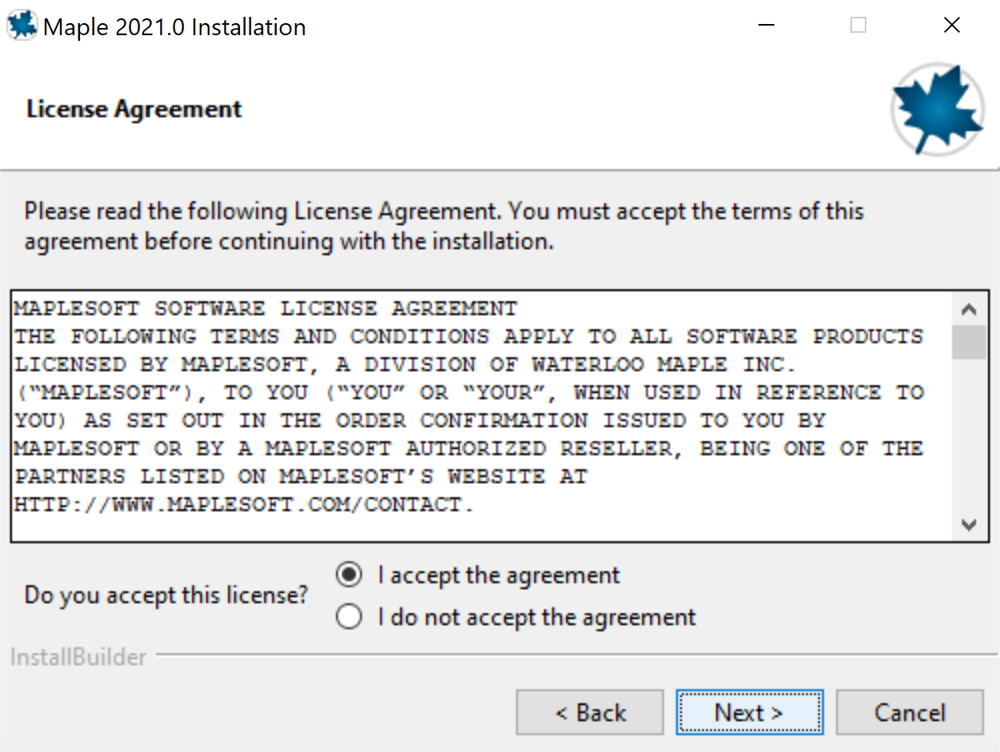 Maple 2021.0 Installation
License Agreement
Please read the following License Agreement. You must accept the terms of this
agreement before continuing with the installation.
MAPLESOFT SOFTWARE LICENSE AGREEMENT
THE FOLLOWING TERMS AND CONDITIONS APPLY TO ALL SOFTWARE PRODUCTS
LICENSED BY MAPLESOFT, A DIVISION OF WATERLOO MAPLE INC.
(“MAPLESOFT”), TO YOU (“YOU” OR “YOUR”, WHEN USED IN REFERENCE TO
YOU) AS SET OUT IN THE ORDER CONFIRMATION ISSUED TO YOU BY
MAPLESOFT OR BY A MAPLESOFT AUTHORIZED RESELLER, BEING ONE OF THE
PARTNERS LISTED ON MAPLESOFT’S WEBSITE AT
HTTP://WWW.MAPLESOFT.COM/CONTACT.
Do you accept this license?
I accept the agreement
I do not accept the agreement
InstallBuilder
< Back
Next >
Cancel